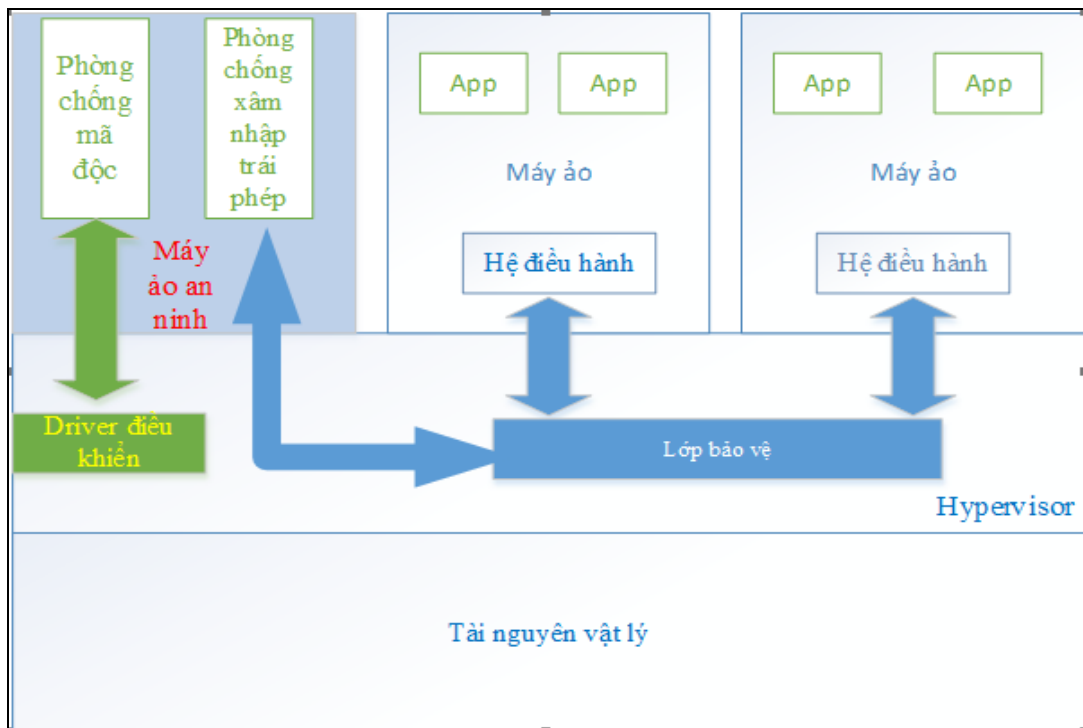 Phòng
chống
mã
độc
Phòng
chống
xâm
nhập
trái
phép
Máy
ảo an
ninh
App
App
Máy ảo
Hệ điều hành
App
App
Máy ảo
Hệ điều hành
Driver điều
khiển
Lớp bảo vệ
Hypervisor
Tài nguyên vật lý